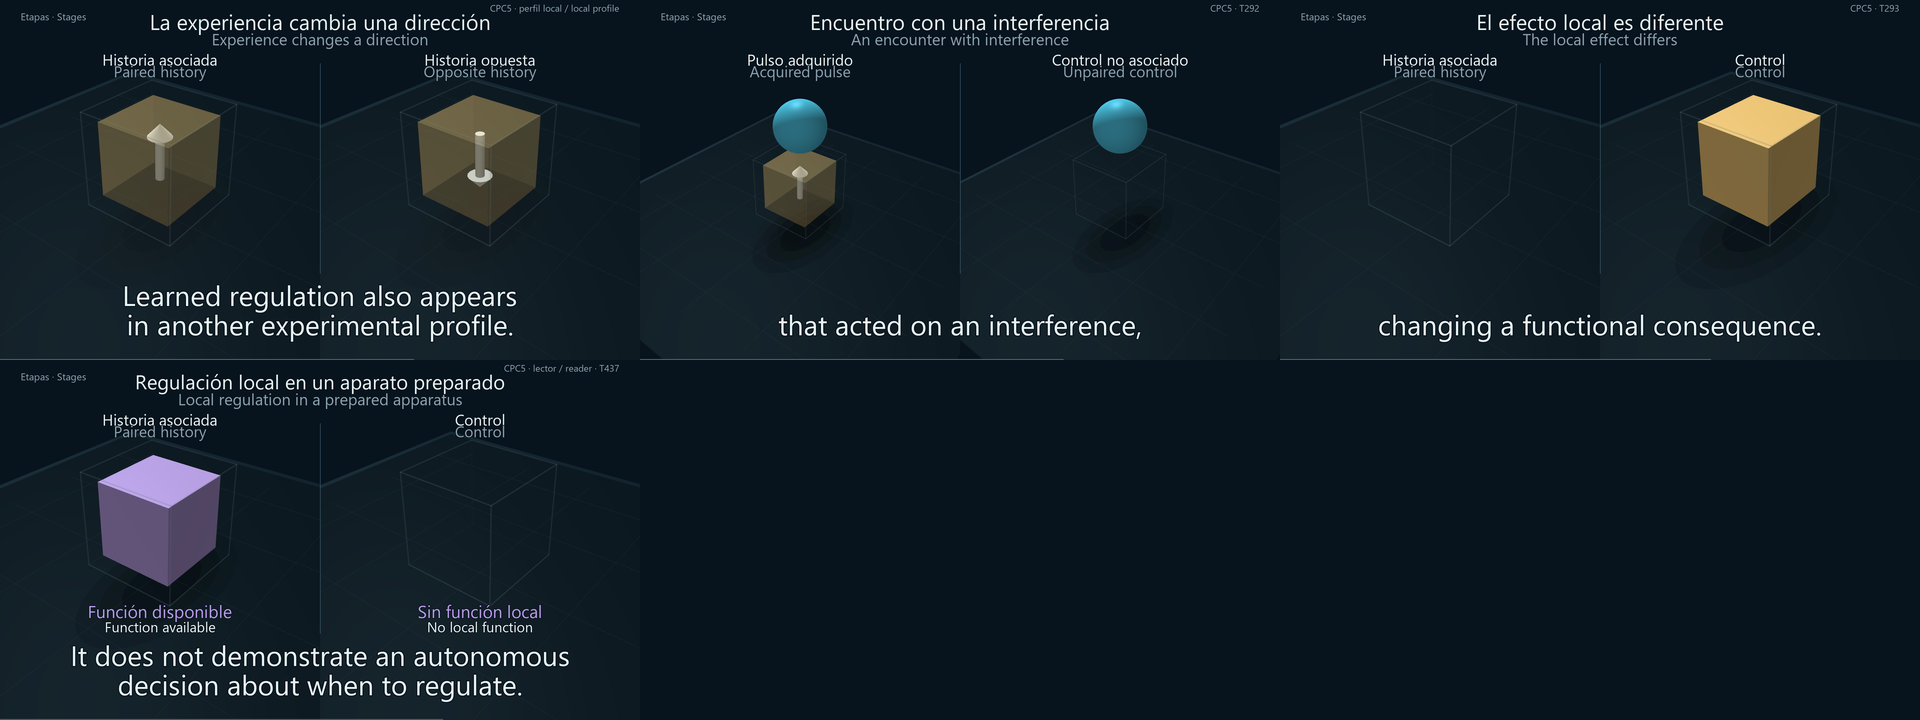 CPC5 · perfil local / local profile
Etapas · Stages
La experiencia cambia una dirección
Experience changes a direction
Historia asociada
Paired history
Historia opuesta
Opposite history
Learned regulation also appears
in another experimental profile.
CPC5 · T292
Etapas · Stages
Encuentro con una interferencia
An encounter with interference
Pulso adquirido
Acquired pulse
Control no asociado
Unpaired control
that acted on an interference,
CPC5 · T293
Etapas · Stages
El efecto local es diferente
The local effect differs
Historia asociada
Paired history
Control
Control
changing a functional consequence.
CPC5 · lector / reader · T437
Etapas · Stages
Regulación local en un aparato preparado
Local regulation in a prepared apparatus
Historia asociada
Paired history
Control
Control
Función disponible
Function available
Sin función local
No local function
It does not demonstrate an autonomous
decision about when to regulate.